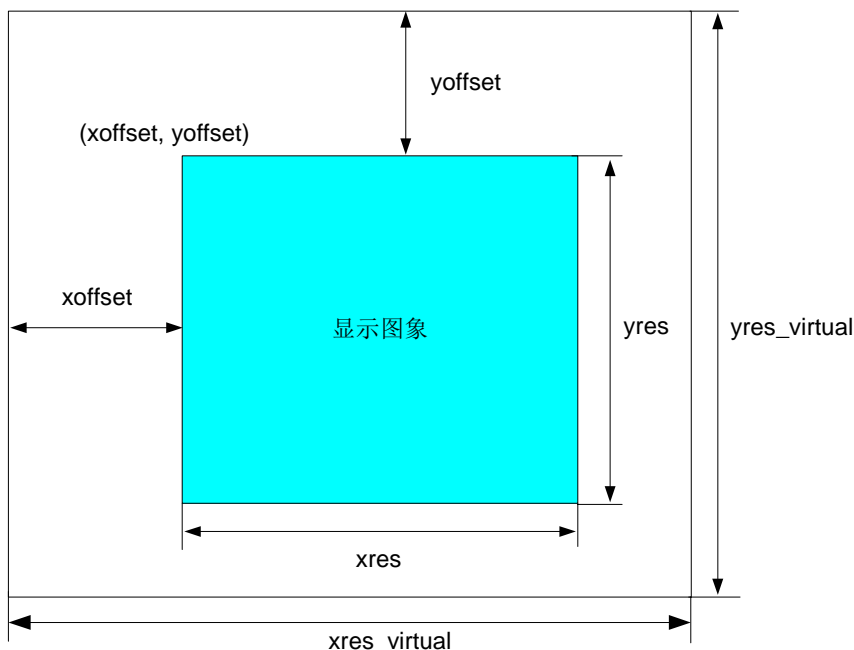 yoffset
(xoffset, yoffset)
xoffset
显示图象
yres
yres_virtual
xres
xres_virtual